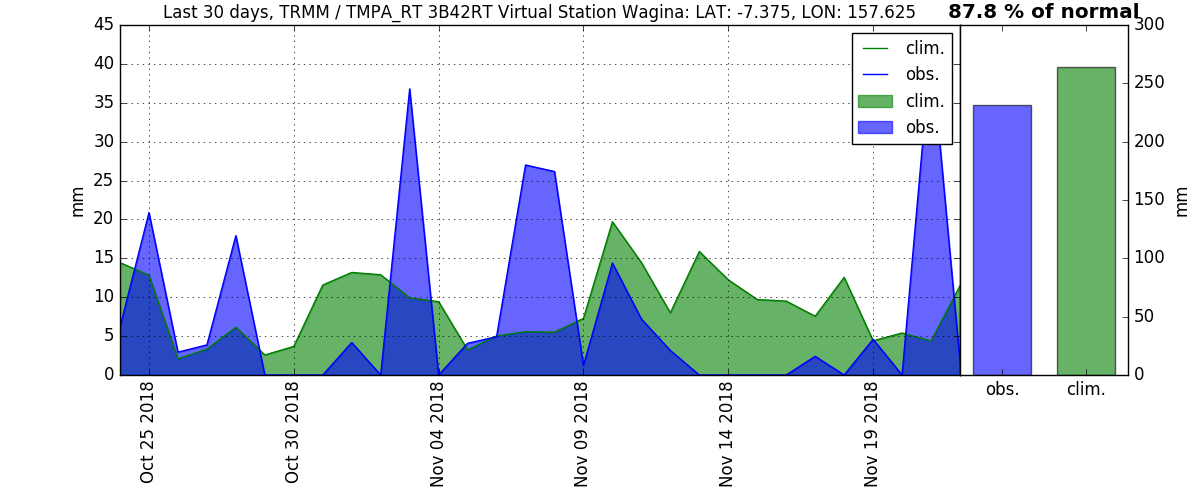 Last 30 days, TRMM / TMPA_RT 3B42RT Virtual Station Wagina: LAT: -7.375, LON: 157.625
87.8 % of normal
45
40
35
30
25
20
15
10
5
0
mm
clim.
obs.
clim.
obs.
Oct 25 2018
Oct 30 2018
Nov 04 2018
Nov 09 2018
Nov 14 2018
Nov 19 2018
300
250
200
150
100
50
0
mm
obs.
clim.